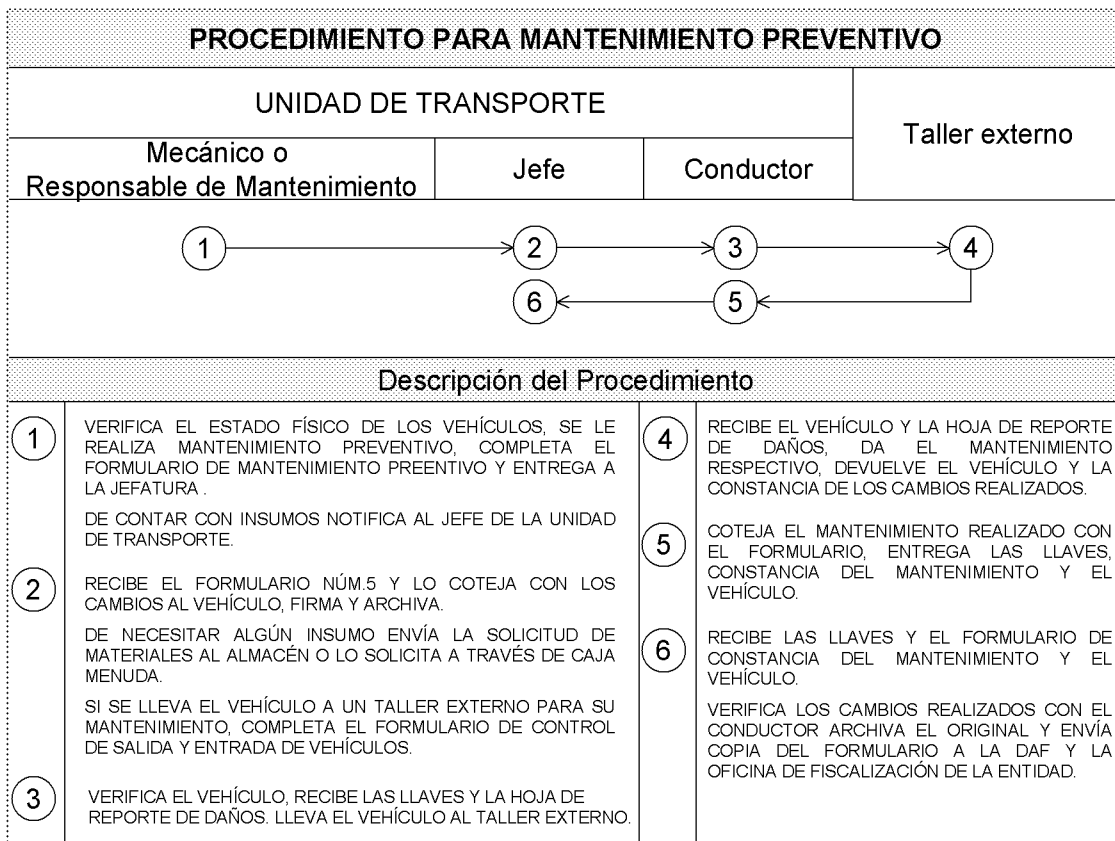 PROCEDIMIENTO PARA MANTENIMIENTO PREVENTIVO
UNIDAD DE TRANSPORTE
Taller externo
Mecánico o
Responsable de Mantenimiento
Jefe
Conductor
1
2
3
4
6
5
Descripción del Procedimiento
1
VERIFICA EL ESTADO FÍSICO DE LOS VEHÍCULOS, SE LE
REALIZA MANTENIMIENTO PREVENTIVO, COMPLETA EL
FORMULARIO DE MANTENIMIENTO PREENTIVO Y ENTREGA A
LA JEFATURA .
DE CONTAR CON INSUMOS NOTIFICA AL JEFE DE LA UNIDAD
DE TRANSPORTE.
2
RECIBE EL FORMULARIO NÚM.5 Y LO COTEJA CON LOS
CAMBIOS AL VEHÍCULO, FIRMA Y ARCHIVA.
DE NECESITAR ALGÚN INSUMO ENVÍA LA SOLICITUD DE
MATERIALES AL ALMACÉN O LO SOLICITA A TRAVÉS DE CAJA
MENUDA.
SI SE LLEVA EL VEHÍCULO A UN TALLER EXTERNO PARA SU
MANTENIMIENTO, COMPLETA EL FORMULARIO DE CONTROL
DE SALIDA Y ENTRADA DE VEHÍCULOS.
3
VERIFICA EL VEHÍCULO, RECIBE LAS LLAVES Y LA HOJA DE
REPORTE DE DAÑOS. LLEVA EL VEHÍCULO AL TALLER EXTERNO.
4
RECIBE EL VEHÍCULO Y LA HOJA DE REPORTE
DE DAÑOS, DA EL MANTENIMIENTO
RESPECTIVO, DEVUELVE EL VEHÍCULO Y LA
CONSTANCIA DE LOS CAMBIOS REALIZADOS.
5
COTEJA EL MANTENIMIENTO REALIZADO CON
EL FORMULARIO, ENTREGA LAS LLAVES,
CONSTANCIA DEL MANTENIMIENTO Y EL
VEHÍCULO.
6
RECIBE LAS LLAVES Y EL FORMULARIO DE
CONSTANCIA DEL MANTENIMIENTO Y EL
VEHÍCULO.
VERIFICA LOS CAMBIOS REALIZADOS CON EL
CONDUCTOR ARCHIVA EL ORIGINAL Y ENVÍA
COPIA DEL FORMULARIO A LA DAF Y LA
OFICINA DE FISCALIZACIÓN DE LA ENTIDAD.